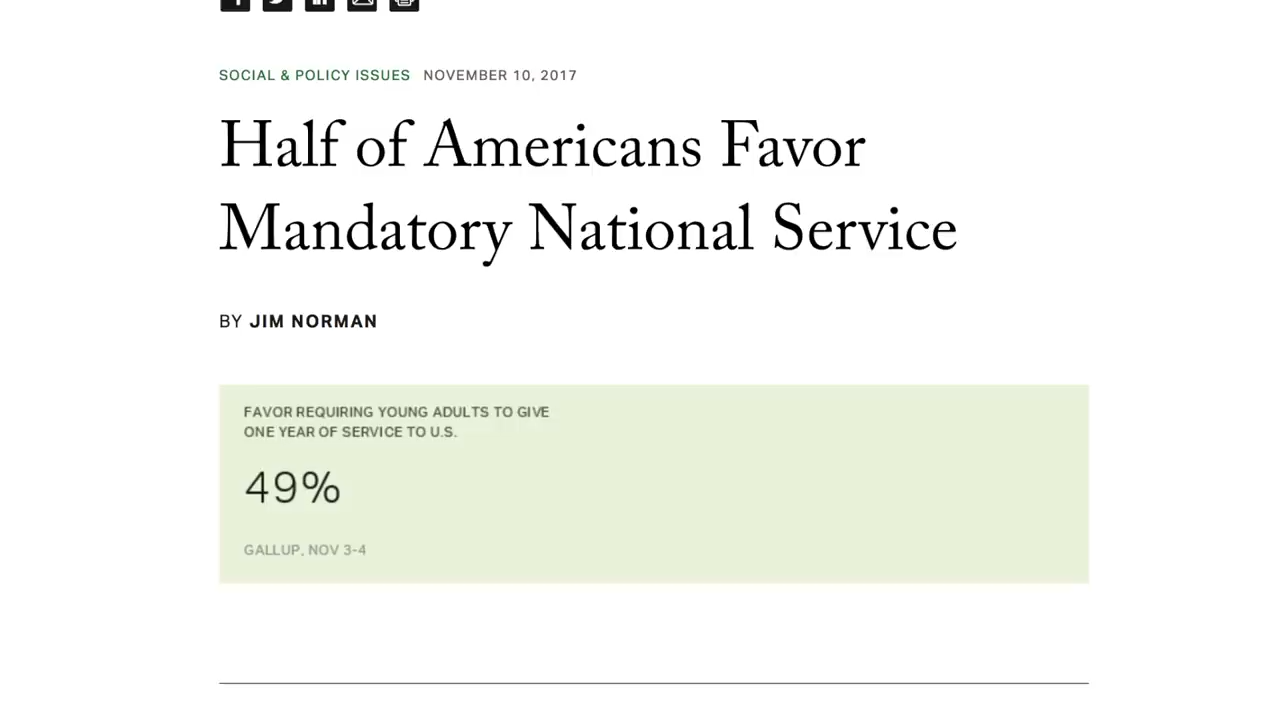 SOCIAL & POLICY ISSUES NOVEMBER 10, 2017
Half of Americans Favor
Mandatory National Service
BY JIM NORMAN
FAVOR REQUIRING YOUNG ADULTS TO GIVE
ONE YEAR OF SERVICE TO U.S.
49%
GALLUP, NOV 3-4